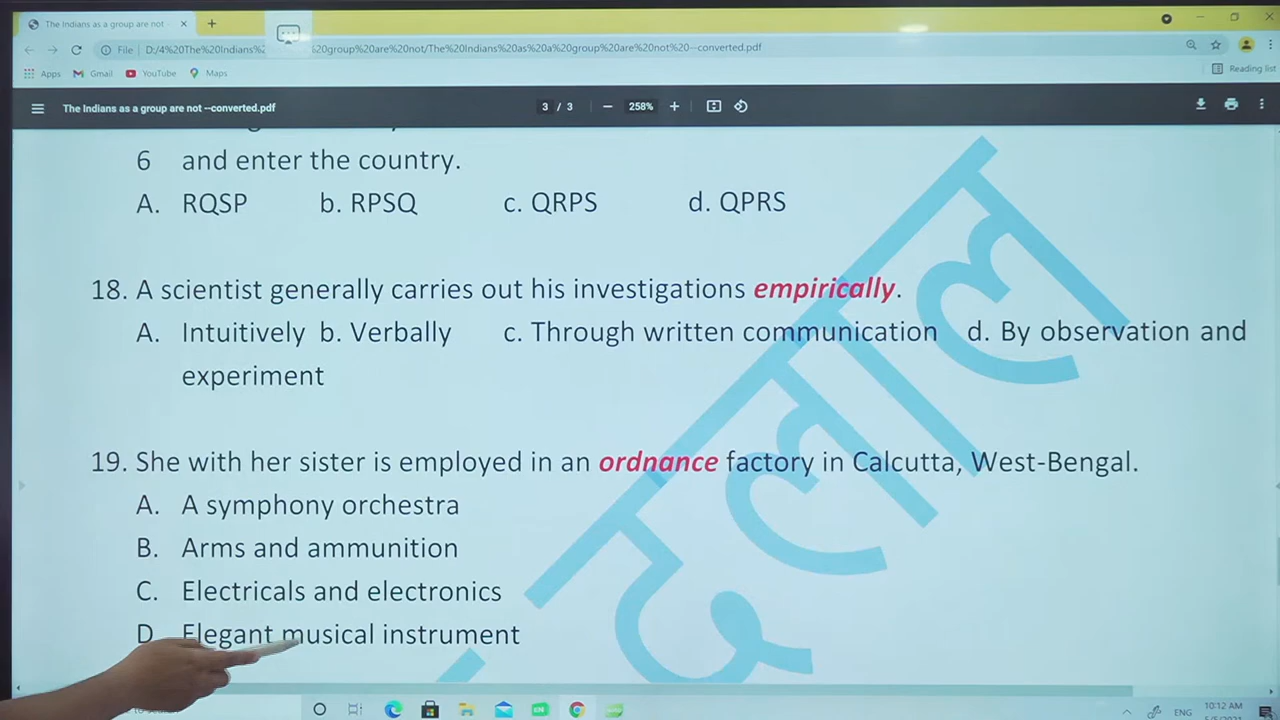 The Indians as a group are not
File D:/4%20The%20Indians% %20group%20are%20not/The%20Indians%20as%20a%20group%20are%20not%20--converted.pdf
Apps Gmail YouTube Maps Reading list
The Indians as a group are not --converted.pdf 3 / 3 258%
6 and enter the country.
A. RQSP b. RPSQ c. QRPS d. QPRS
18. A scientist generally carries out his investigations empirically.
A. Intuitively b. Verbally c. Through written communication d. By observation and
experiment
19. She with her sister is employed in an ordnance factory in Calcutta, West-Bengal.
A. A symphony orchestra
B. Arms and ammunition
C. Electricals and electronics
D Elegant musical instrument
दलाल
ENG 10:12 AM